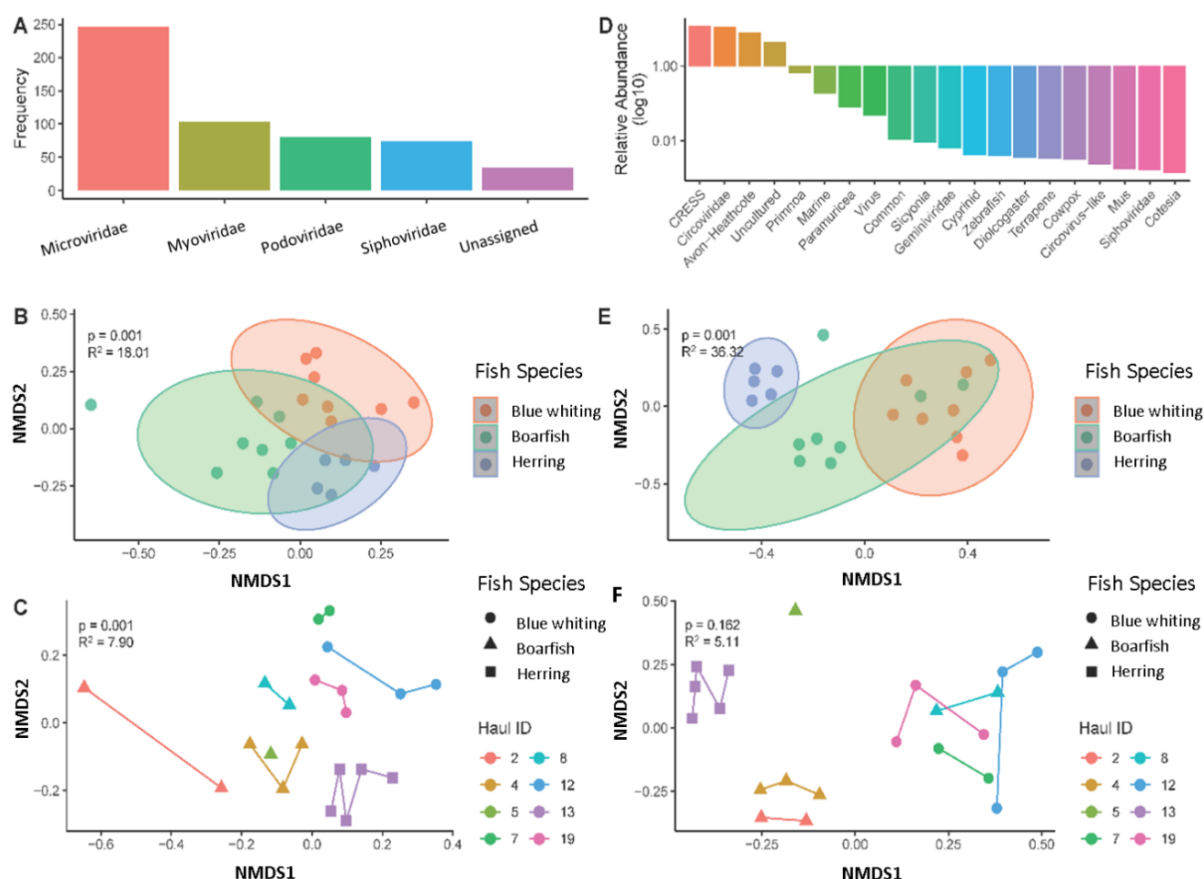 A
Frequency
250
200
150
100
50
0
Microviridae
Myoviridae
Podoviridae
Siphoviridae
Unassigned
D
Relative Abundance
(log10)
1.00
0.01
CRESS
Circoviridae
Avon-Heathcote
Uncultured
Primnoa
Marine
Paramuricea
Virus
Common
Sicyonia
Geminiviridae
Cyprinid
Zebrafish
Diolcogaster
Terrapene
Cowpox
Circovirus-like
Mus
Siphoviridae
Cotesia
B
p = 0.001
R² = 18.01
NMDS2
0.50
0.25
0.00
−0.25
−0.50
−0.25
0.00
0.25
NMDS1
Fish Species
Blue whiting
Boarfish
Herring
E
p = 0.001
R² = 36.32
NMDS2
0.5
0.0
−0.5
−0.4
0.0
0.4
NMDS1
Fish Species
Blue whiting
Boarfish
Herring
C
p = 0.001
R² = 7.90
NMDS2
0.2
0.0
−0.2
−0.6
−0.4
−0.2
0.0
0.2
0.4
NMDS1
Fish Species
Blue whiting
Boarfish
Herring
Haul ID
2 8
4 12
5 13
7 19
F
p = 0.162
R² = 5.11
NMDS2
0.50
0.25
0.00
−0.25
−0.25
0.00
0.25
0.50
NMDS1
Fish Species
Blue whiting
Boarfish
Herring
Haul ID
2 8
4 12
5 13
7 19